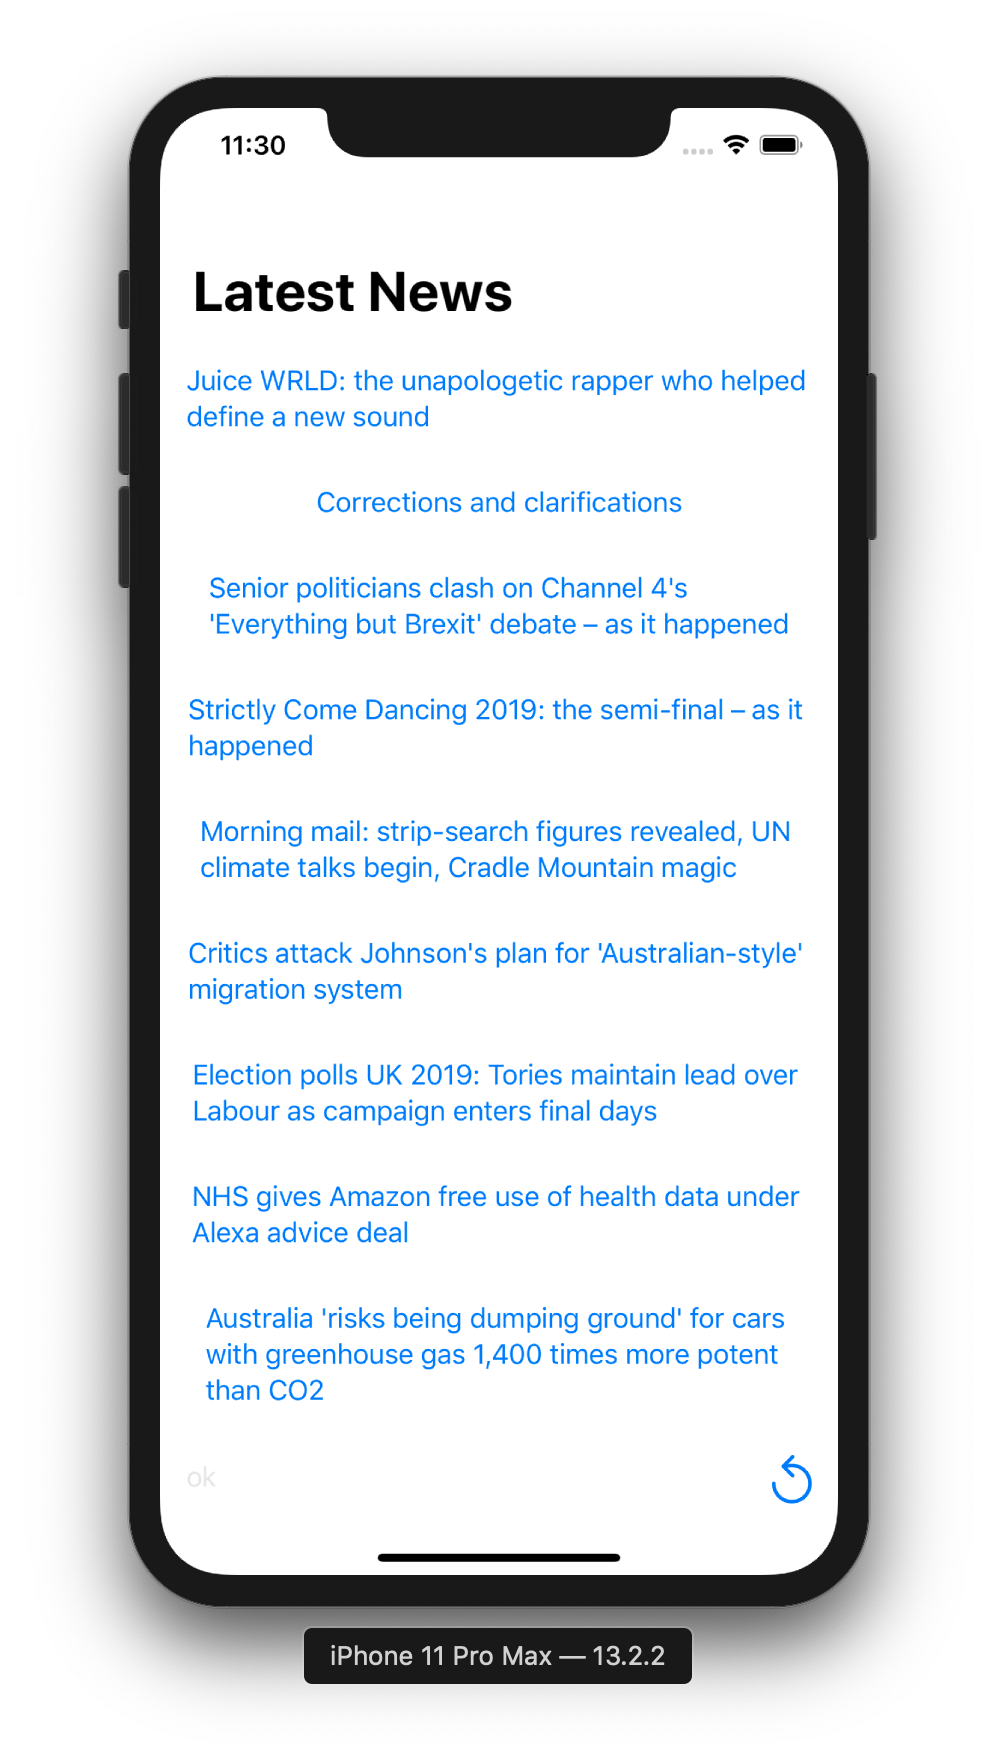 11:30
Latest News
Juice WRLD: the unapologetic rapper who helped
define a new sound
Corrections and clarifications
Senior politicians clash on Channel 4's
'Everything but Brexit' debate – as it happened
Strictly Come Dancing 2019: the semi-final – as it
happened
Morning mail: strip-search figures revealed, UN
climate talks begin, Cradle Mountain magic
Critics attack Johnson's plan for 'Australian-style'
migration system
Election polls UK 2019: Tories maintain lead over
Labour as campaign enters final days
NHS gives Amazon free use of health data under
Alexa advice deal
Australia 'risks being dumping ground' for cars
with greenhouse gas 1,400 times more potent
than CO2
ok
iPhone 11 Pro Max — 13.2.2